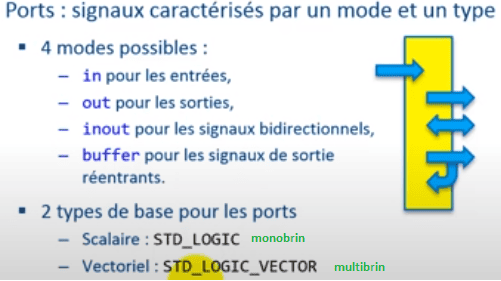 Ports : signaux caractérisés par un mode et un type
▪ 4 modes possibles :
– in pour les entrées,
– out pour les sorties,
– inout pour les signaux bidirectionnels,
– buffer pour les signaux de sortie
réentrants.
▪ 2 types de base pour les ports
– Scalaire : STD_LOGIC monobrin
– Vectoriel : STD_LOGIC_VECTOR multibrin